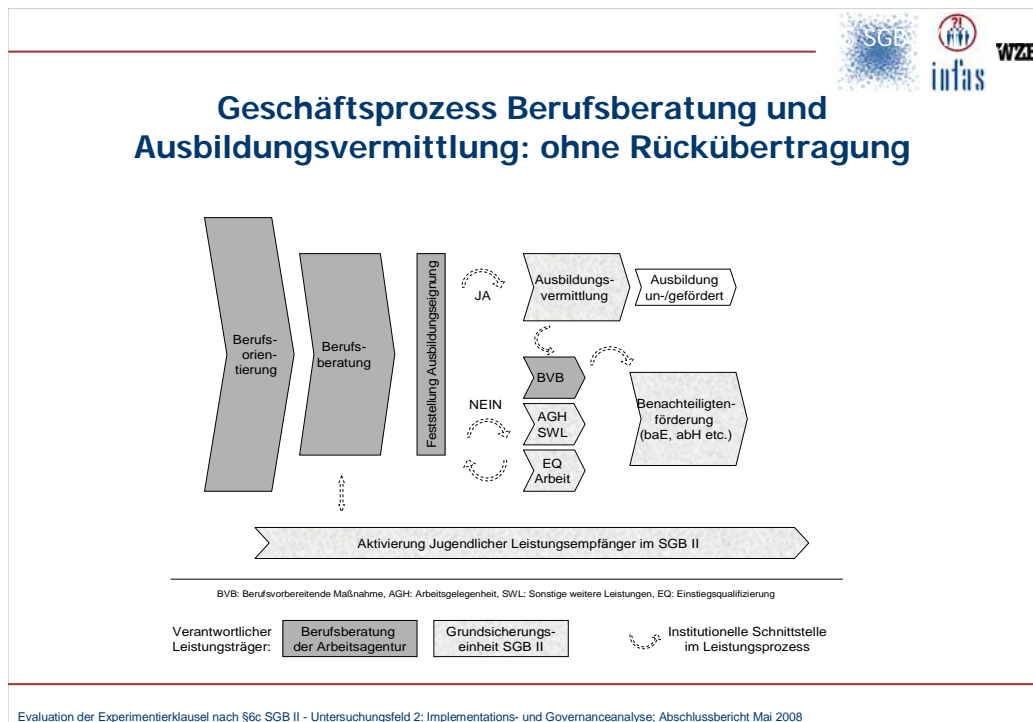 SGB
?!
infas
WZB
Geschäftsprozess Berufsberatung und
Ausbildungsvermittlung: ohne Rückübertragung
Berufs-
orien-
tierung
Berufs-
beratung
Feststellung Ausbildungseignung
JA
Ausbildungs-
vermittlung
Ausbildung
un-/gefördert
BVB
NEIN
AGH
SWL
EQ
Arbeit
Benachteiligten-
förderung
(baE, abH etc.)
Aktivierung Jugendlicher Leistungsempfänger im SGB II
BVB: Berufsvorbereitende Maßnahme, AGH: Arbeitsgelegenheit, SWL: Sonstige weitere Leistungen, EQ: Einstiegsqualifizierung
Verantwortlicher
Leistungsträger:
Berufsberatung
der Arbeitsagentur
Grundsicherungs-
einheit SGB II
Institutionelle Schnittstelle
im Leistungsprozess
Evaluation der Experimentierklausel nach §6c SGB II - Untersuchungsfeld 2: Implementations- und Governanceanalyse; Abschlussbericht Mai 2008